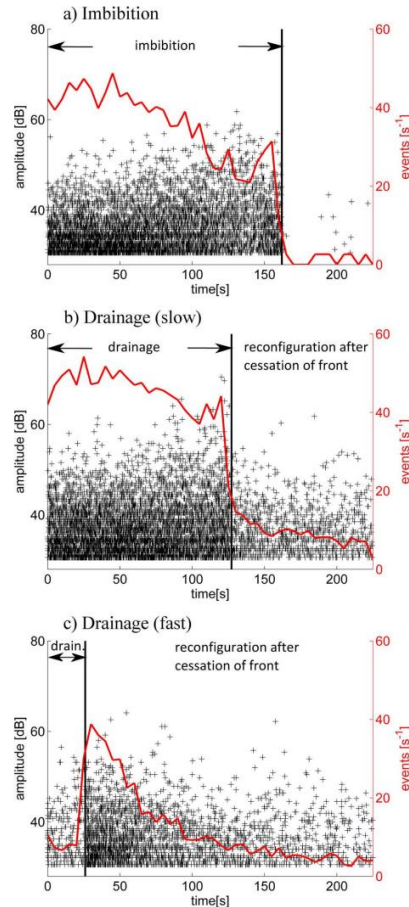 a) Imbibition
80
60
40
amplitude [dB]
imbibition
60
40
20
0
events [s-1]
0
50
100
150
200
time[s]
b) Drainage (slow)
80
60
40
amplitude [dB]
drainage
reconfiguration after
cessation of front
60
40
20
0
events [s-1]
0
50
100
150
200
time[s]
c) Drainage (fast)
80
60
40
amplitude [dB]
drain.
reconfiguration after
cessation of front
60
40
20
0
events [s-1]
0
50
100
150
200
time[s]